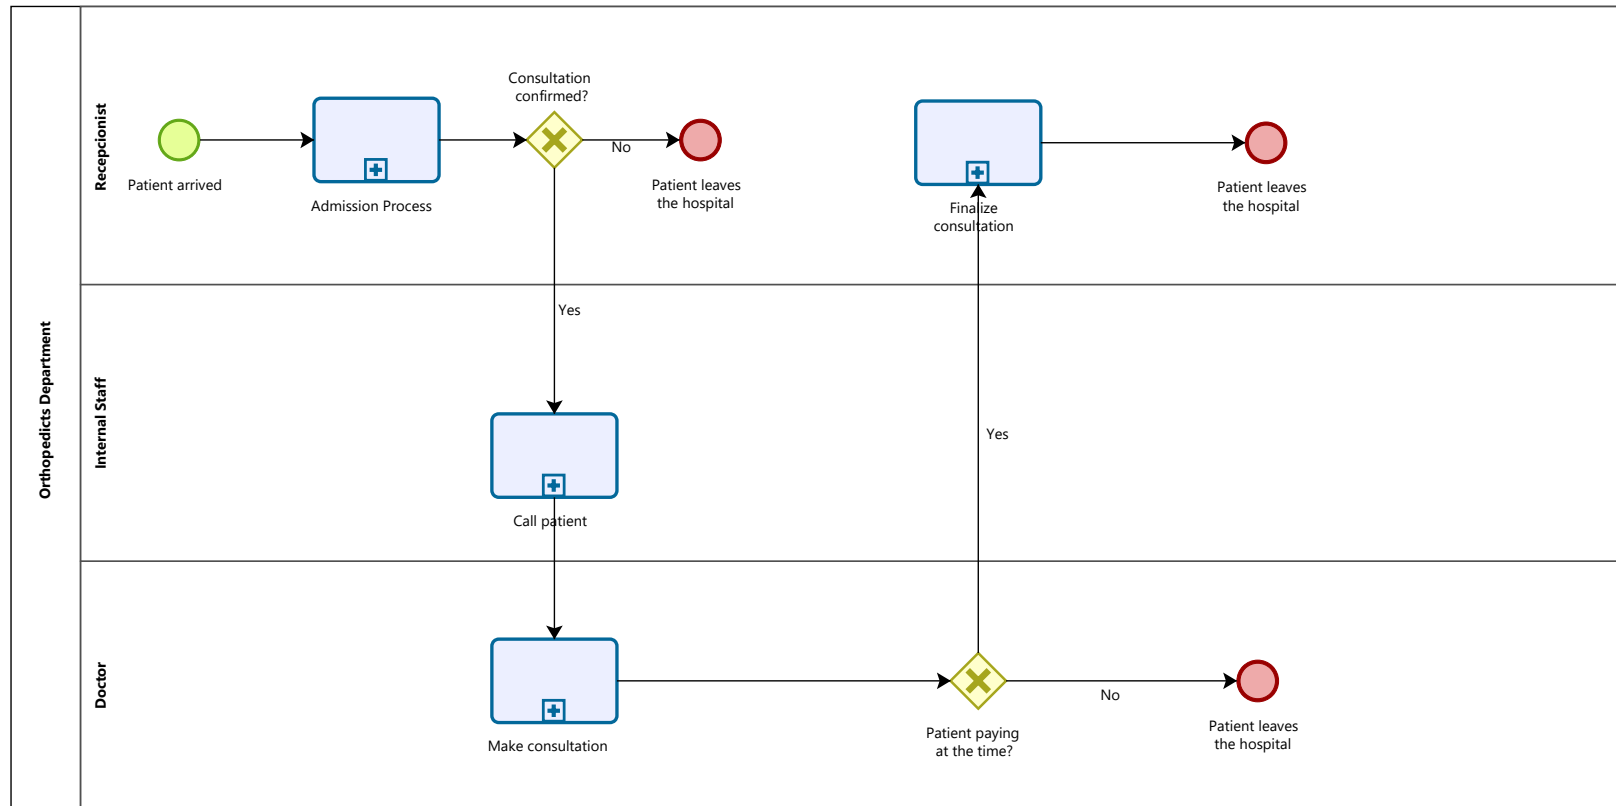 Orthopedicts Department
Recepcionist
Patient arrived
Admission Process
Consultation
confirmed?
No
Patient leaves
the hospital
Finalize
consultation
Patient leaves
the hospital
Internal Staff
Yes
Call patient
Yes
Doctor
Make consultation
Patient paying
at the time?
No
Patient leaves
the hospital